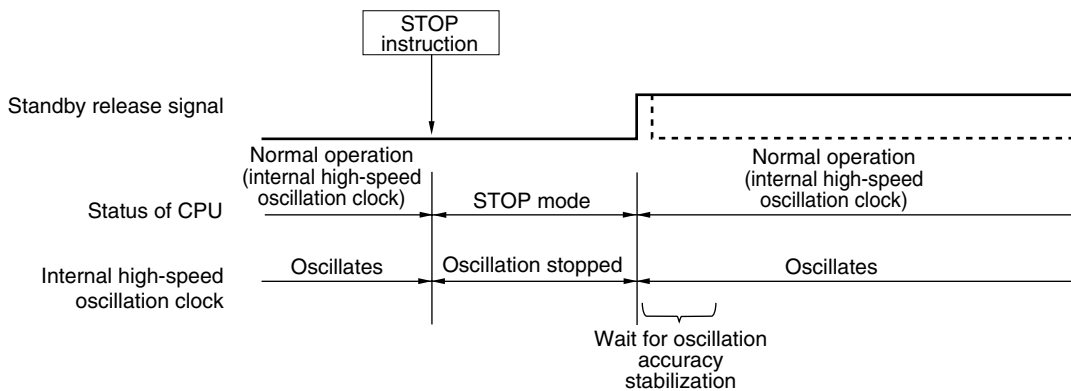 STOP
instruction
Standby release signal
Normal operation
(internal high-speed
oscillation clock)
Normal operation
(internal high-speed
oscillation clock)
Status of CPU
STOP mode
Internal high-speed
oscillation clock
Oscillates
Oscillation stopped
Oscillates
Wait for oscillation
accuracy
stabilization